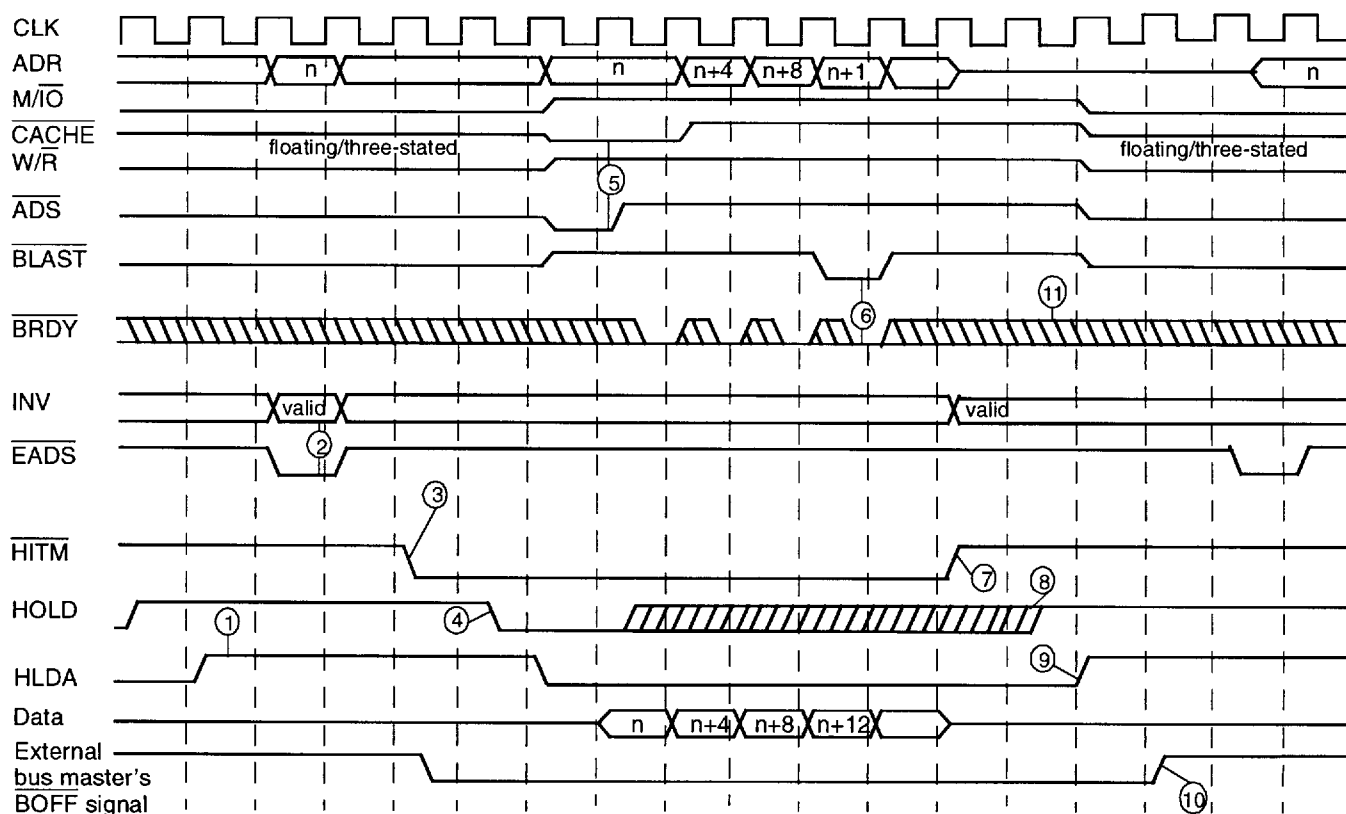 CLK
ADR n n n+4 n+8 n+1 n
M/IO
CACHE
floating/three-stated floating/three-stated
W/R
5
ADS
BLAST
11
BRDY 6
INV valid valid
2
EADS
3
HITM
7
HOLD 8
1 4
HLDA 9
Data n n+4 n+8 n+12
External
bus master's
BOFF signal 10